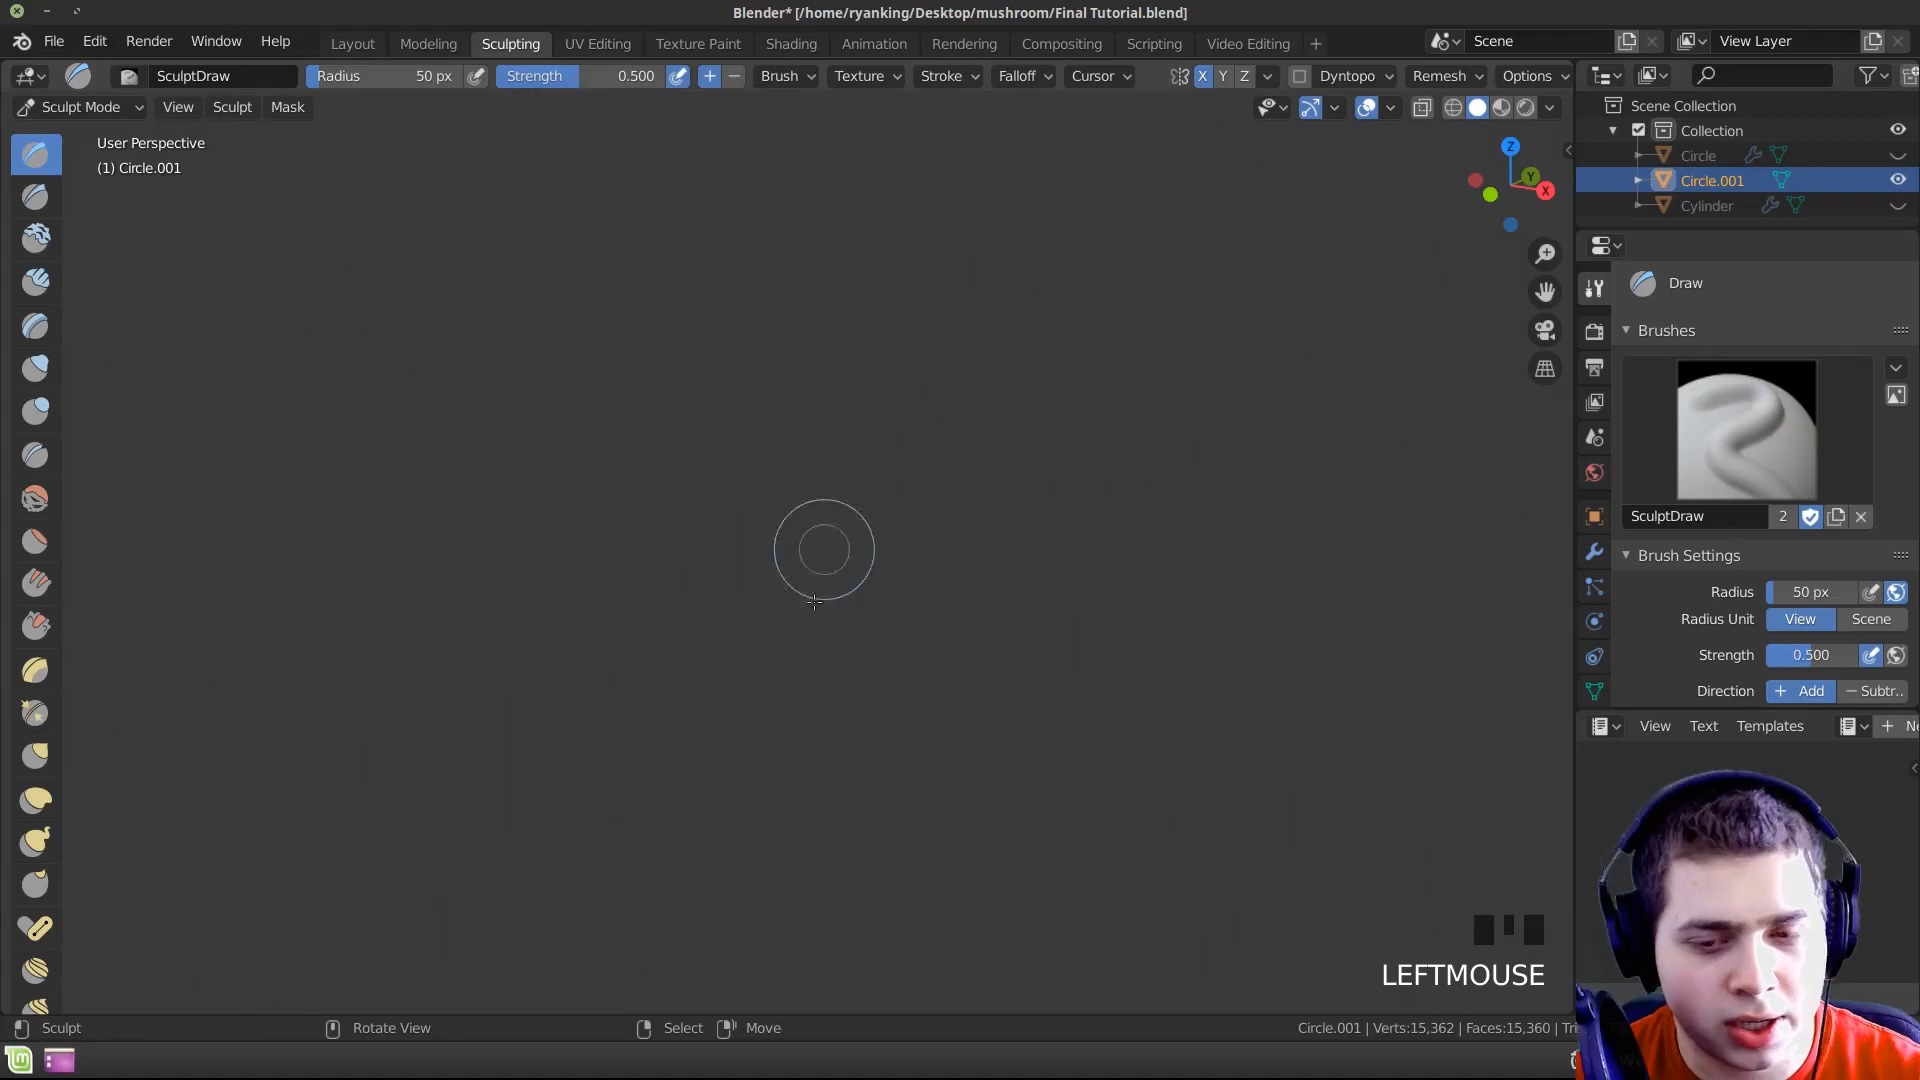 Blender* [/home/ryanking/Desktop/mushroom/Final Tutorial.blend]
File Edit Render Window Help Layout Modeling Sculpting UV Editing Texture Paint Shading Animation Rendering Compositing Scripting Video Editing + Scene View Layer
SculptDraw Radius 50 px Strength 0.500 + − Brush Texture Stroke Falloff Cursor X Y Z Dyntopo Remesh Options
Sculpt Mode View Sculpt Mask
User Perspective
(1) Circle.001
Z
Y
X
Scene Collection
Collection
Circle
Circle.001
Cylinder
Draw
Brushes
SculptDraw 2
Brush Settings
Radius 50 px
Radius Unit View Scene
Strength 0.500
Direction + Add − Subtr..
View Text Templates + Ne
LEFTMOUSE
Sculpt Rotate View Select Move Circle.001 | Verts:15,362 | Faces:15,360 | Tri